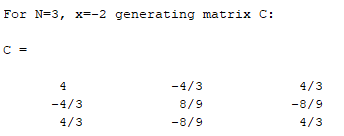 For N=3, x=-2 generating matrix C:
C =
4 -4/3 4/3
-4/3 8/9 -8/9
4/3 -8/9 4/3